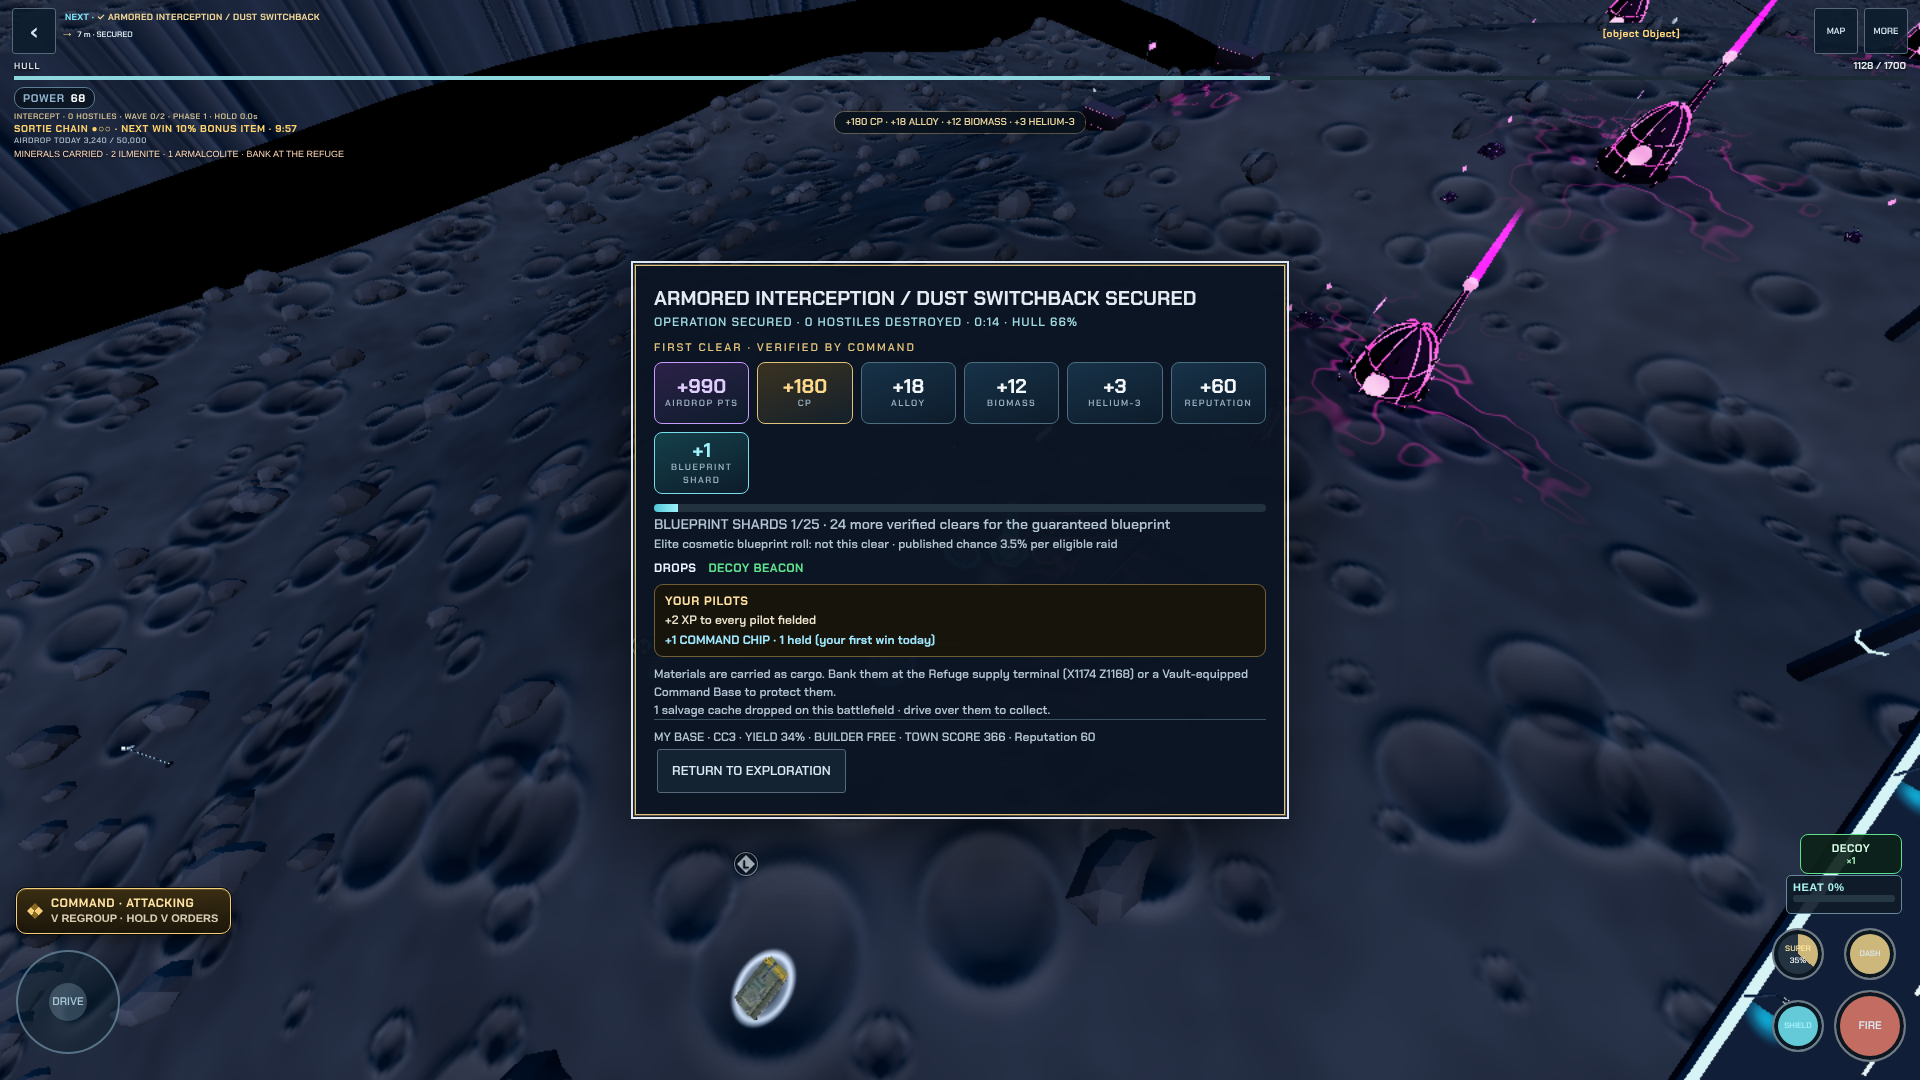 NEXT · ✓ ARMORED INTERCEPTION / DUST SWITCHBACK
→ 7 m · SECURED
[object Object]
MAP
MORE
HULL
1128 / 1700
POWER 68
INTERCEPT · 0 HOSTILES · WAVE 0/2 · PHASE 1 · HOLD 0.0s
SORTIE CHAIN ●○○ · NEXT WIN 10% BONUS ITEM · 9:57
AIRDROP TODAY 3,240 / 50,000
MINERALS CARRIED · 2 ILMENITE · 1 ARMALCOLITE · BANK AT THE REFUGE
+180 CP · +18 ALLOY · +12 BIOMASS · +3 HELIUM-3
ARMORED INTERCEPTION / DUST SWITCHBACK SECURED
OPERATION SECURED · 0 HOSTILES DESTROYED · 0:14 · HULL 66%
FIRST CLEAR · VERIFIED BY COMMAND
+990
AIRDROP PTS
+180
CP
+18
ALLOY
+12
BIOMASS
+3
HELIUM-3
+60
REPUTATION
+1
BLUEPRINT
SHARD
BLUEPRINT SHARDS 1/25 · 24 more verified clears for the guaranteed blueprint
Elite cosmetic blueprint roll: not this clear · published chance 3.5% per eligible raid
DROPS DECOY BEACON
YOUR PILOTS
+2 XP to every pilot fielded
+1 COMMAND CHIP · 1 held (your first win today)
Materials are carried as cargo. Bank them at the Refuge supply terminal (X1174 Z1168) or a Vault-equipped
Command Base to protect them.
1 salvage cache dropped on this battlefield · drive over them to collect.
MY BASE · CC3 · YIELD 34% · BUILDER FREE · TOWN SCORE 366 · Reputation 60
RETURN TO EXPLORATION
L
COMMAND · ATTACKING
V REGROUP · HOLD V ORDERS
DRIVE
DECOY
×1
HEAT 0%
SUPER
35%
DASH
SHIELD
FIRE